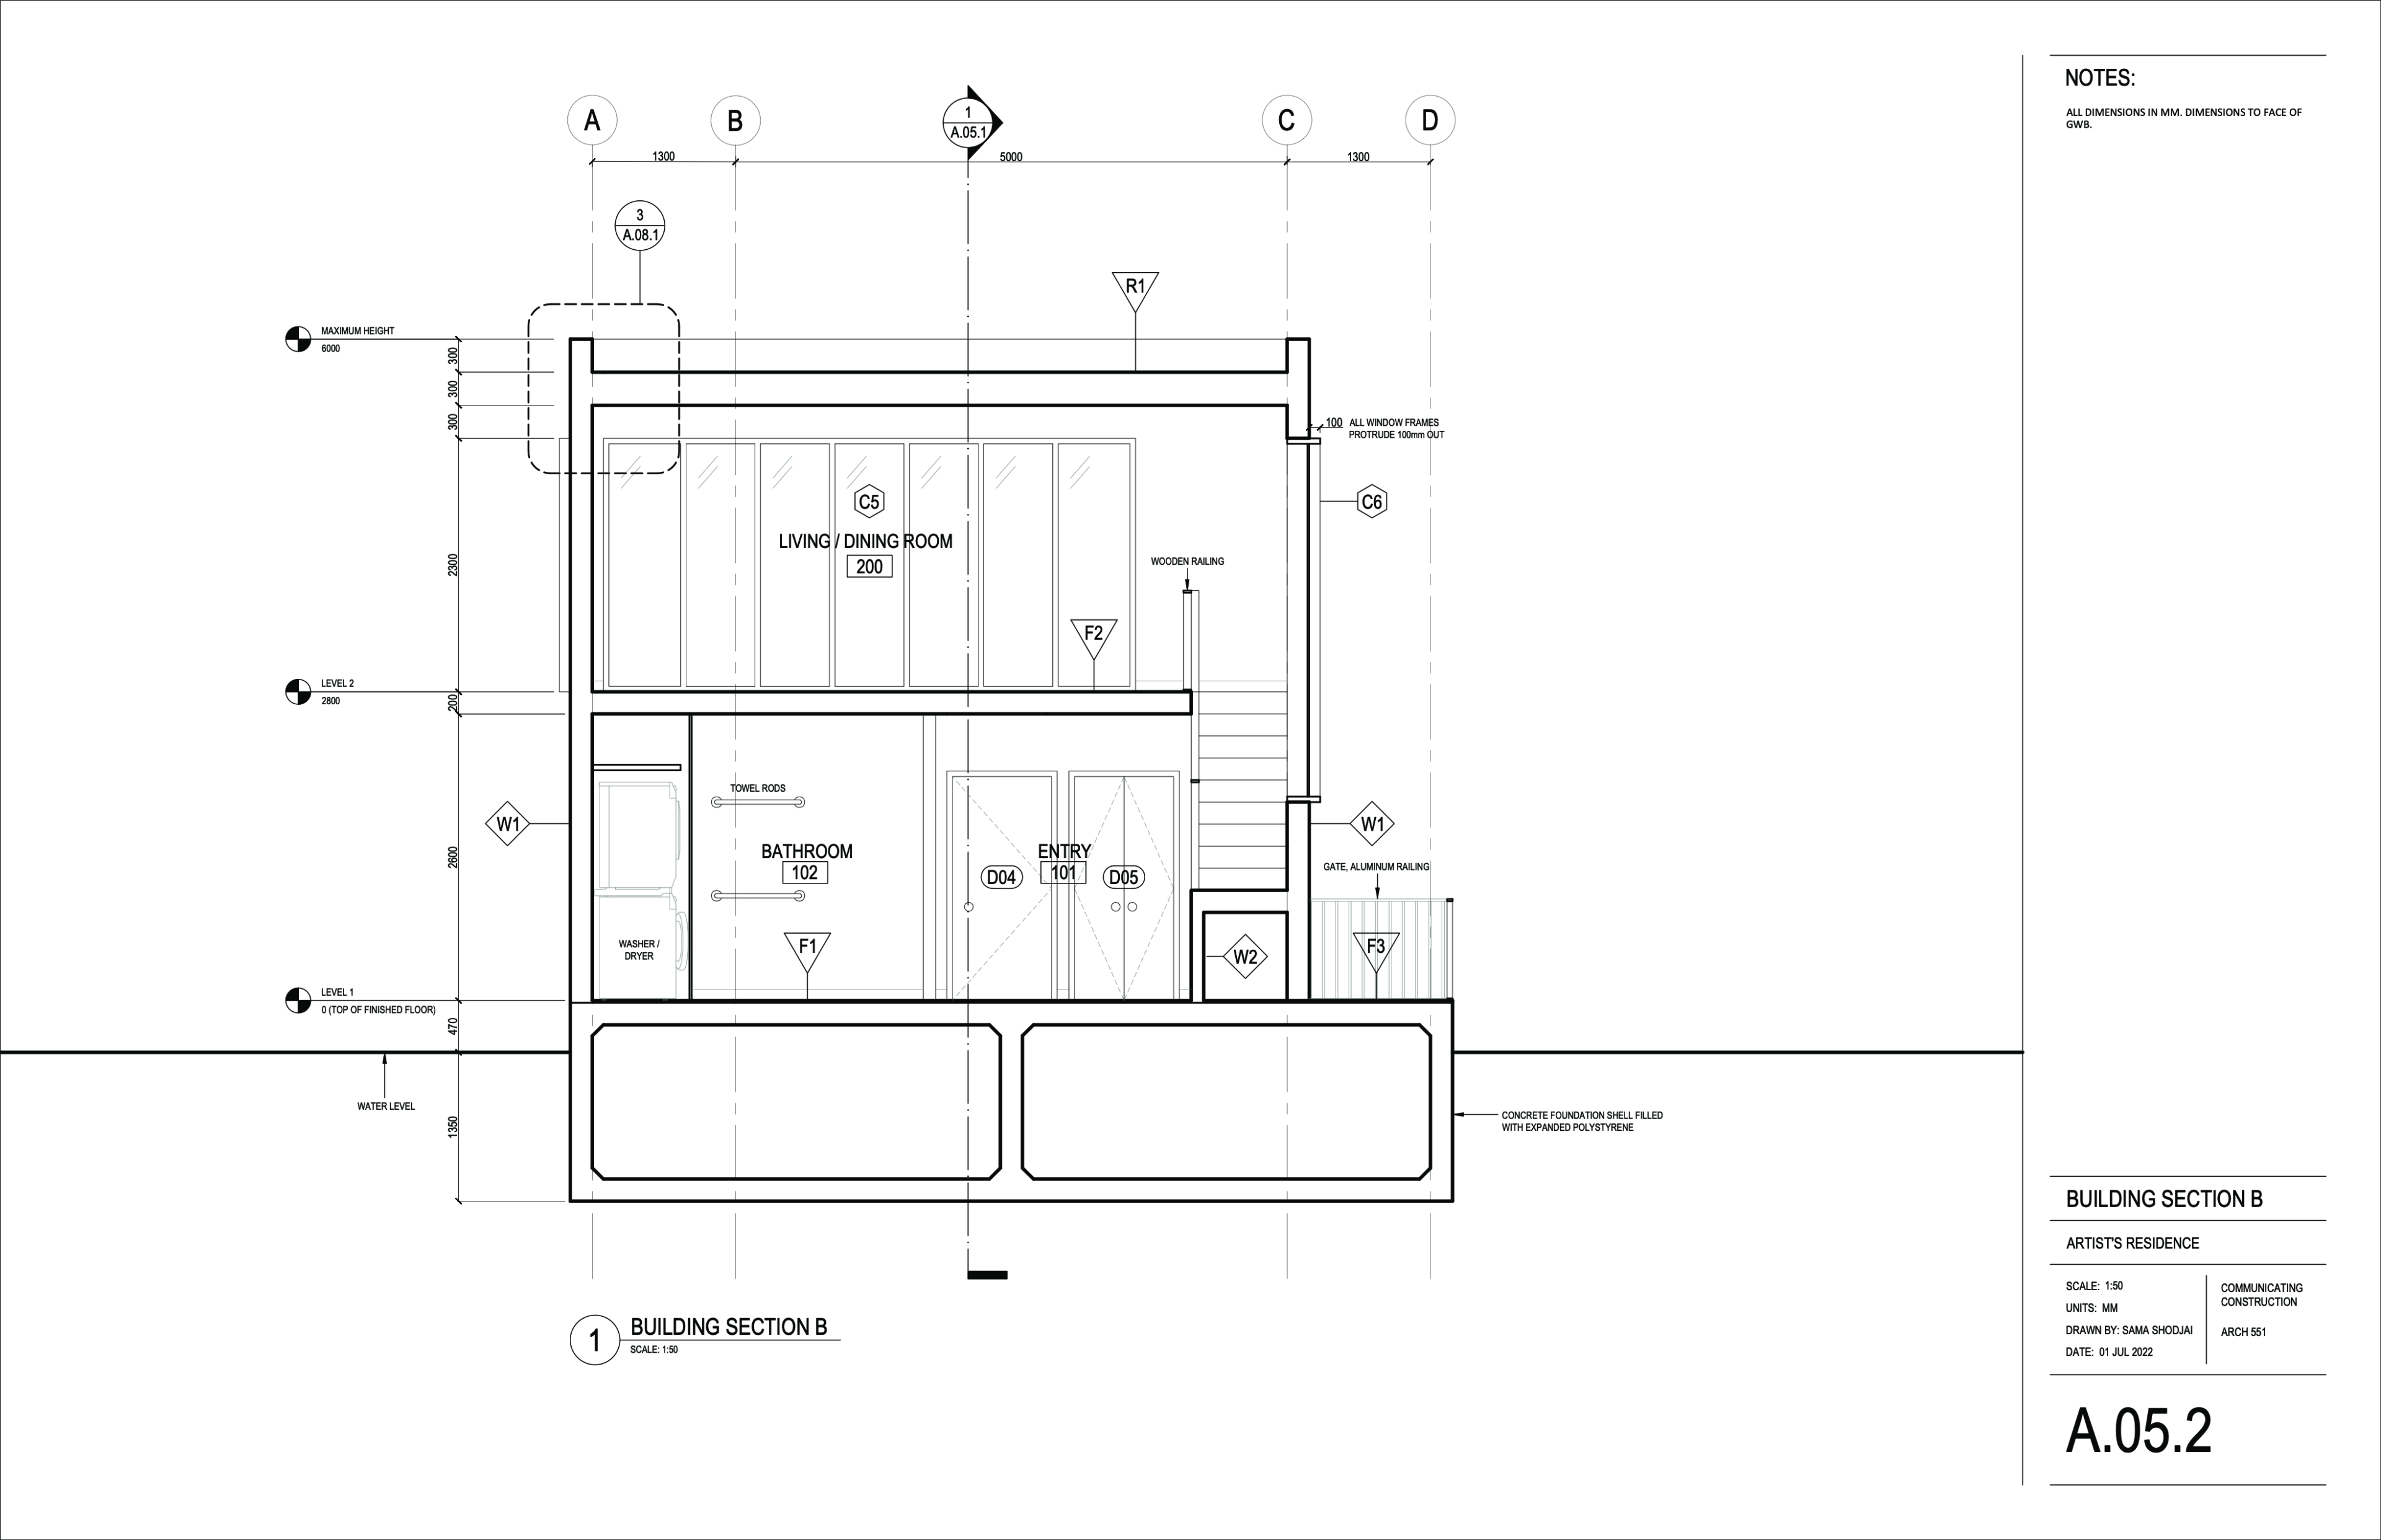 NOTES:
ALL DIMENSIONS IN MM. DIMENSIONS TO FACE OF
GWB.
A
B
1
A.05.1
C
D
1300
5000
1300
3
A.08.1
R1
MAXIMUM HEIGHT
6000
300
300
300
100
ALL WINDOW FRAMES
PROTRUDE 100mm OUT
C5
C6
LIVING / DINING ROOM
200
2300
WOODEN RAILING
F2
LEVEL 2
2800
200
TOWEL RODS
W1
W1
BATHROOM
102
ENTRY
101
2600
D04
D05
GATE, ALUMINUM RAILING
WASHER /
DRYER
F1
W2
F3
LEVEL 1
0 (TOP OF FINISHED FLOOR)
470
WATER LEVEL
1350
CONCRETE FOUNDATION SHELL FILLED
WITH EXPANDED POLYSTYRENE
1
BUILDING SECTION B
SCALE: 1:50
BUILDING SECTION B
ARTIST'S RESIDENCE
SCALE: 1:50
UNITS: MM
DRAWN BY: SAMA SHODJAI
DATE: 01 JUL 2022
COMMUNICATING
CONSTRUCTION
ARCH 551
A.05.2